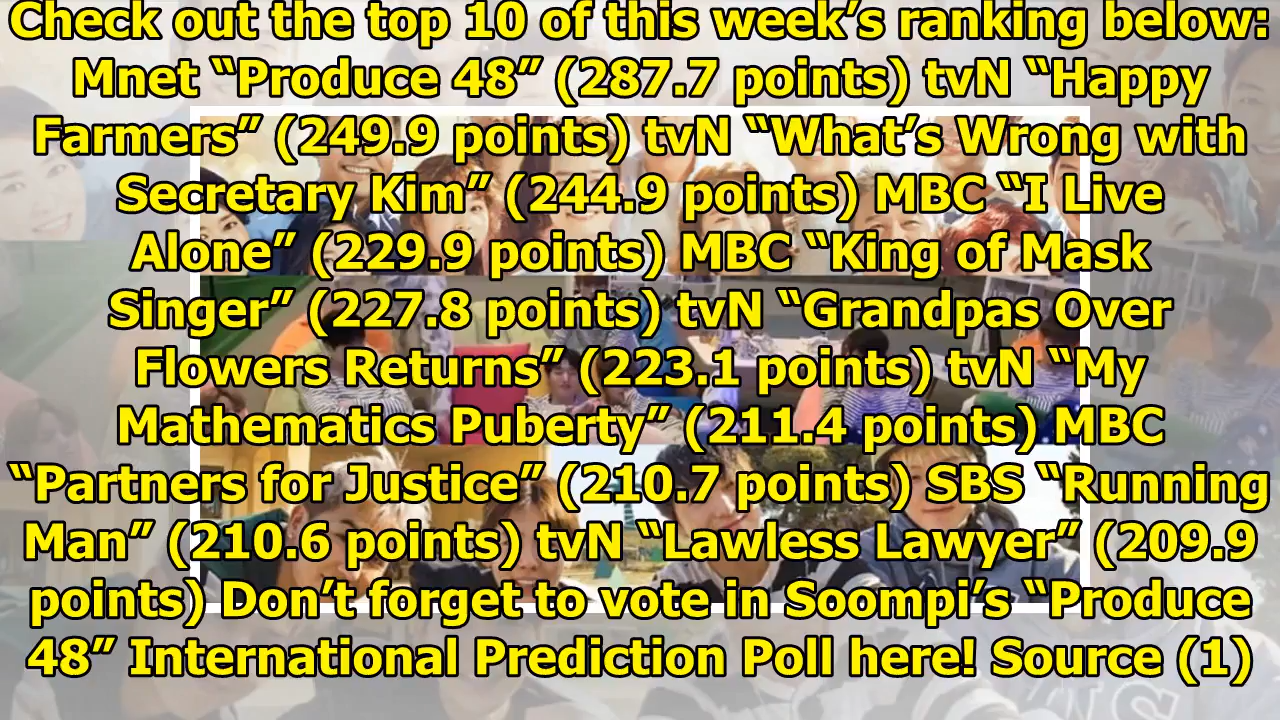 Check out the top 10 of this week’s ranking below:
Mnet “Produce 48” (287.7 points) tvN “Happy
Farmers” (249.9 points) tvN “What’s Wrong with
Secretary Kim” (244.9 points) MBC “I Live
Alone” (229.9 points) MBC “King of Mask
Singer” (227.8 points) tvN “Grandpas Over
Flowers Returns” (223.1 points) tvN “My
Mathematics Puberty” (211.4 points) MBC
“Partners for Justice” (210.7 points) SBS “Running
Man” (210.6 points) tvN “Lawless Lawyer” (209.9
points) Don’t forget to vote in Soompi’s “Produce
48” International Prediction Poll here! Source (1)